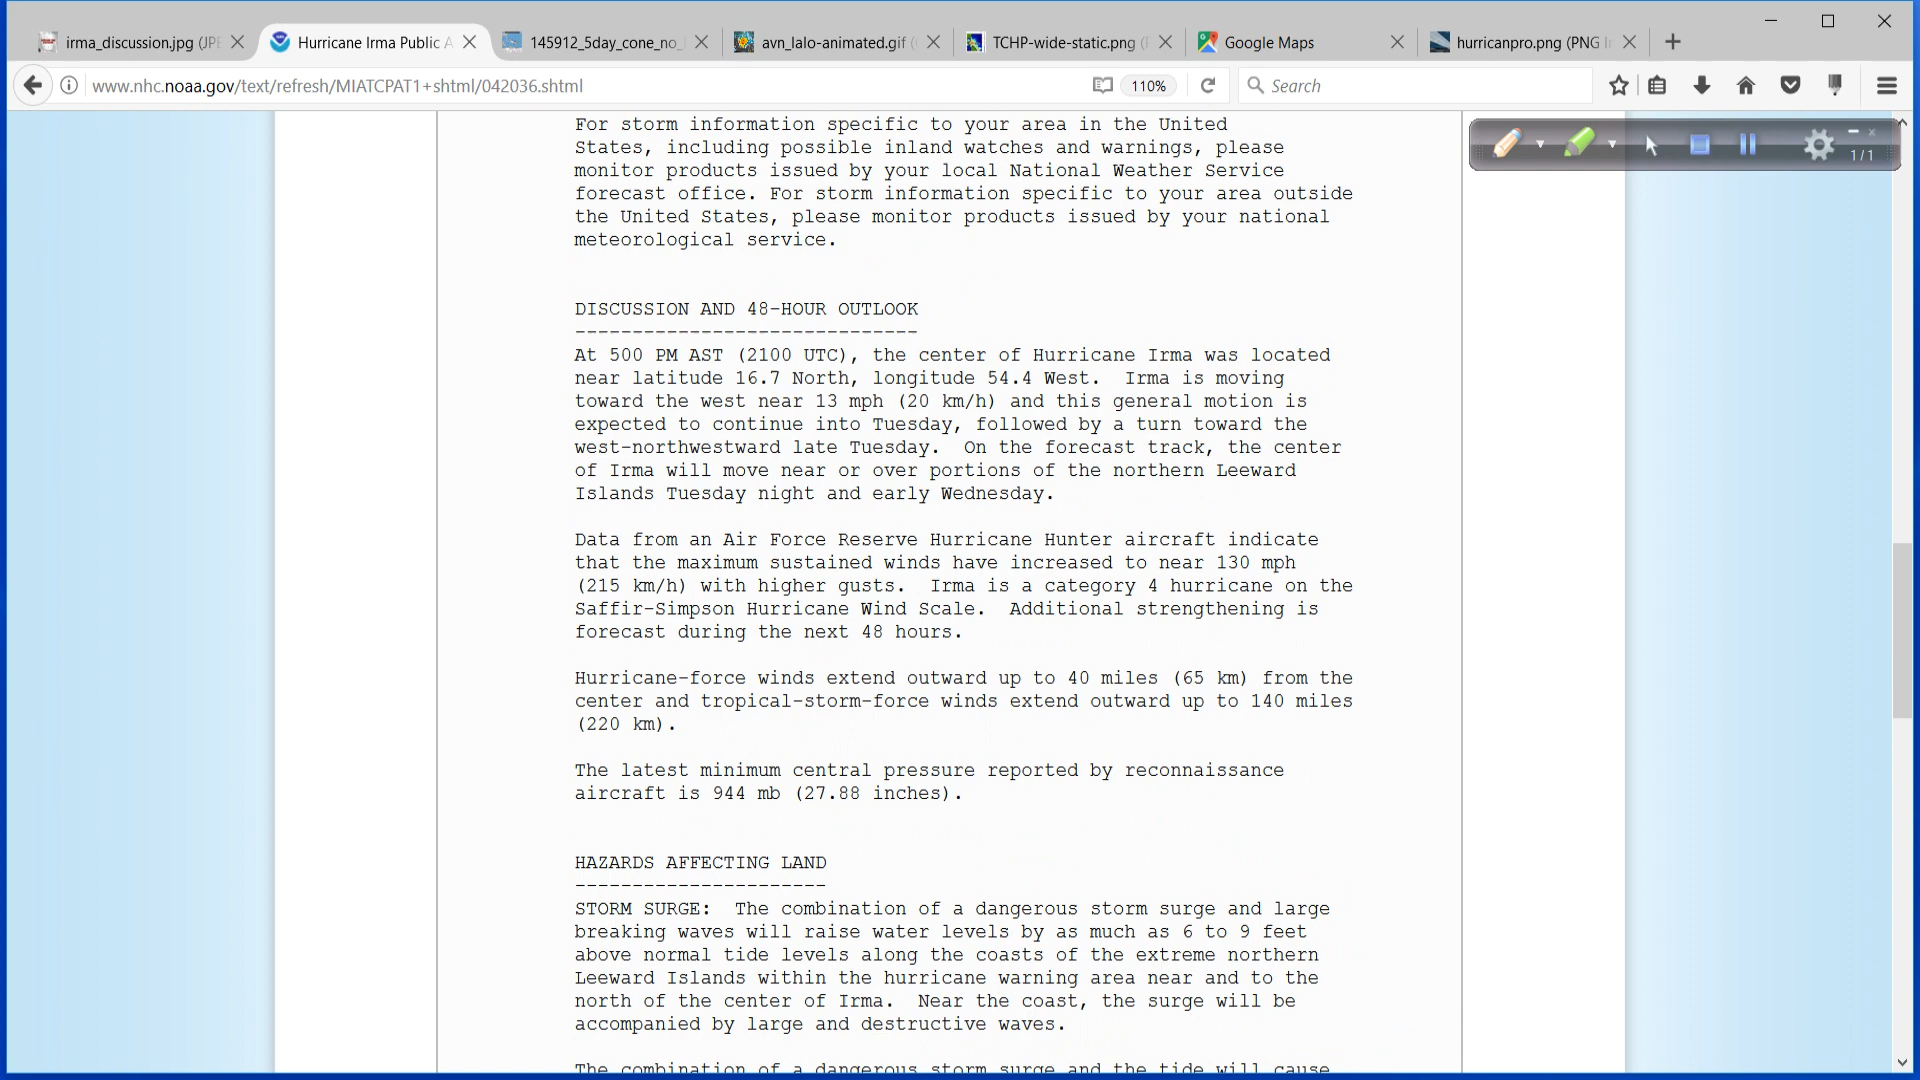 irma_discussion.jpg (JPE
Hurricane Irma Public A
145912_5day_cone_no_
avn_lalo-animated.gif (
TCHP-wide-static.png (
Google Maps
hurricanpro.png (PNG I
www.nhc.noaa.gov/text/refresh/MIATCPAT1+shtml/042036.shtml
110%
Search
1/1
For storm information specific to your area in the United
States, including possible inland watches and warnings, please
monitor products issued by your local National Weather Service
forecast office. For storm information specific to your area outside
the United States, please monitor products issued by your national
meteorological service.
DISCUSSION AND 48-HOUR OUTLOOK
------------------------------
At 500 PM AST (2100 UTC), the center of Hurricane Irma was located
near latitude 16.7 North, longitude 54.4 West.  Irma is moving
toward the west near 13 mph (20 km/h) and this general motion is
expected to continue into Tuesday, followed by a turn toward the
west-northwestward late Tuesday.  On the forecast track, the center
of Irma will move near or over portions of the northern Leeward
Islands Tuesday night and early Wednesday.
Data from an Air Force Reserve Hurricane Hunter aircraft indicate
that the maximum sustained winds have increased to near 130 mph
(215 km/h) with higher gusts.  Irma is a category 4 hurricane on the
Saffir-Simpson Hurricane Wind Scale.  Additional strengthening is
forecast during the next 48 hours.
Hurricane-force winds extend outward up to 40 miles (65 km) from the
center and tropical-storm-force winds extend outward up to 140 miles
(220 km).
The latest minimum central pressure reported by reconnaissance
aircraft is 944 mb (27.88 inches).
HAZARDS AFFECTING LAND
----------------------
STORM SURGE:  The combination of a dangerous storm surge and large
breaking waves will raise water levels by as much as 6 to 9 feet
above normal tide levels along the coasts of the extreme northern
Leeward Islands within the hurricane warning area near and to the
north of the center of Irma.  Near the coast, the surge will be
accompanied by large and destructive waves.
The combination of a dangerous storm surge and the tide will cause